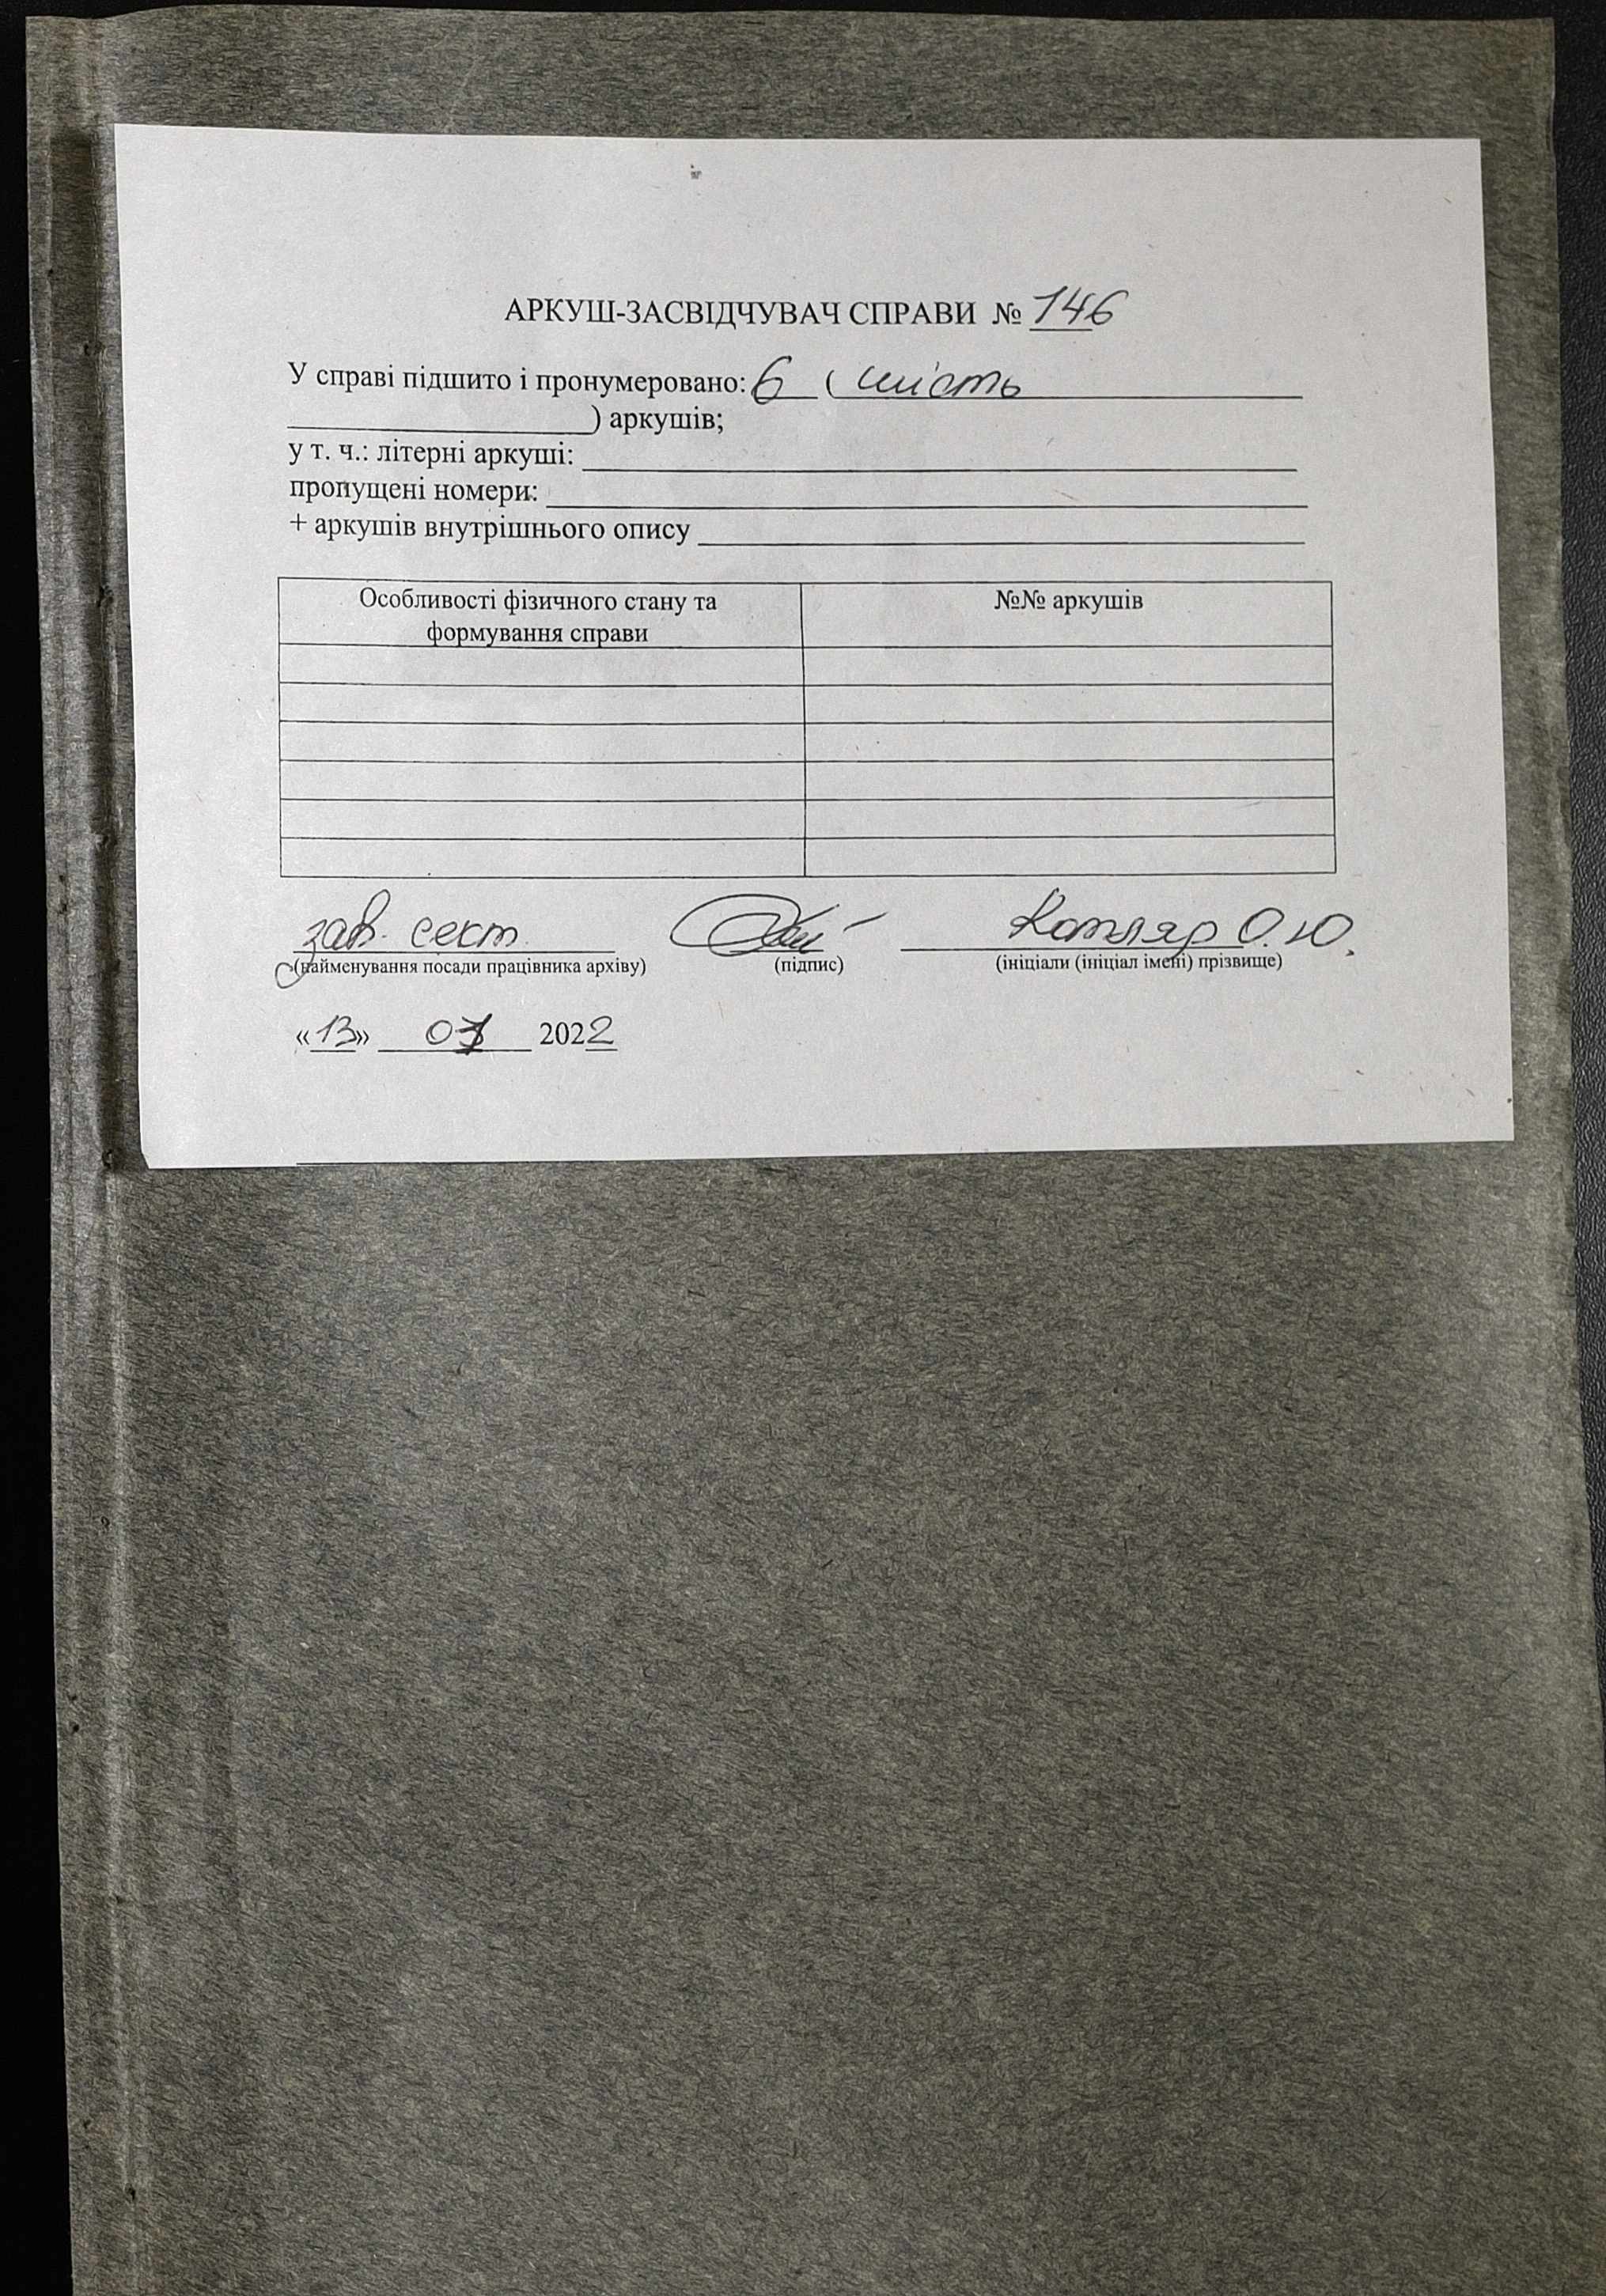 АРКУШ-ЗАСВІДЧУВАЧ СПРАВИ № 146
У справі підшито і пронумеровано: 6 ( шість
) аркушів;
у т. ч.: літерні аркуші:
пропущені номери:
+ аркушів внутрішнього опису
Особливості фізичного стану та
формування справи
№№ аркушів
зав. сект. Котляр О.Ю.
(найменування посади працівника архіву) (підпис) (ініціали (ініціал імені) прізвище)
«13» 2022